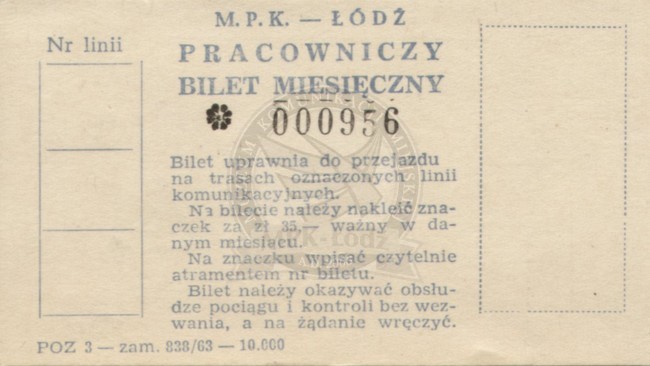 M.P.K. — ŁÓDŹ
Nr linii
PRACOWNICZY
BILET MIESIĘCZNY
000956
Bilet uprawnia do przejazdu
na trasach oznaczonych linii
komunikacyjnych.
Na bilecie należy nakleić zna-
czek za zł 35,— ważny w da-
nym miesiącu.
Na znaczku wpisać czytelnie
atramentem nr biletu.
Bilet należy okazywać obsłu-
dze pociągu i kontroli bez wez-
wania, a na żądanie wręczyć.
MPK-Łódź
POZ 3 — zam. 838/63 — 10.000